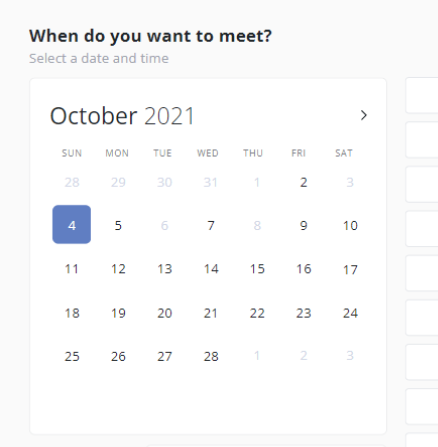 When do you want to meet?
Select a date and time
October 2021
SUN MON TUE WED THU FRI SAT
28 29 30 31 1 2 3
4 5 6 7 8 9 10
11 12 13 14 15 16 17
18 19 20 21 22 23 24
25 26 27 28 1 2 3